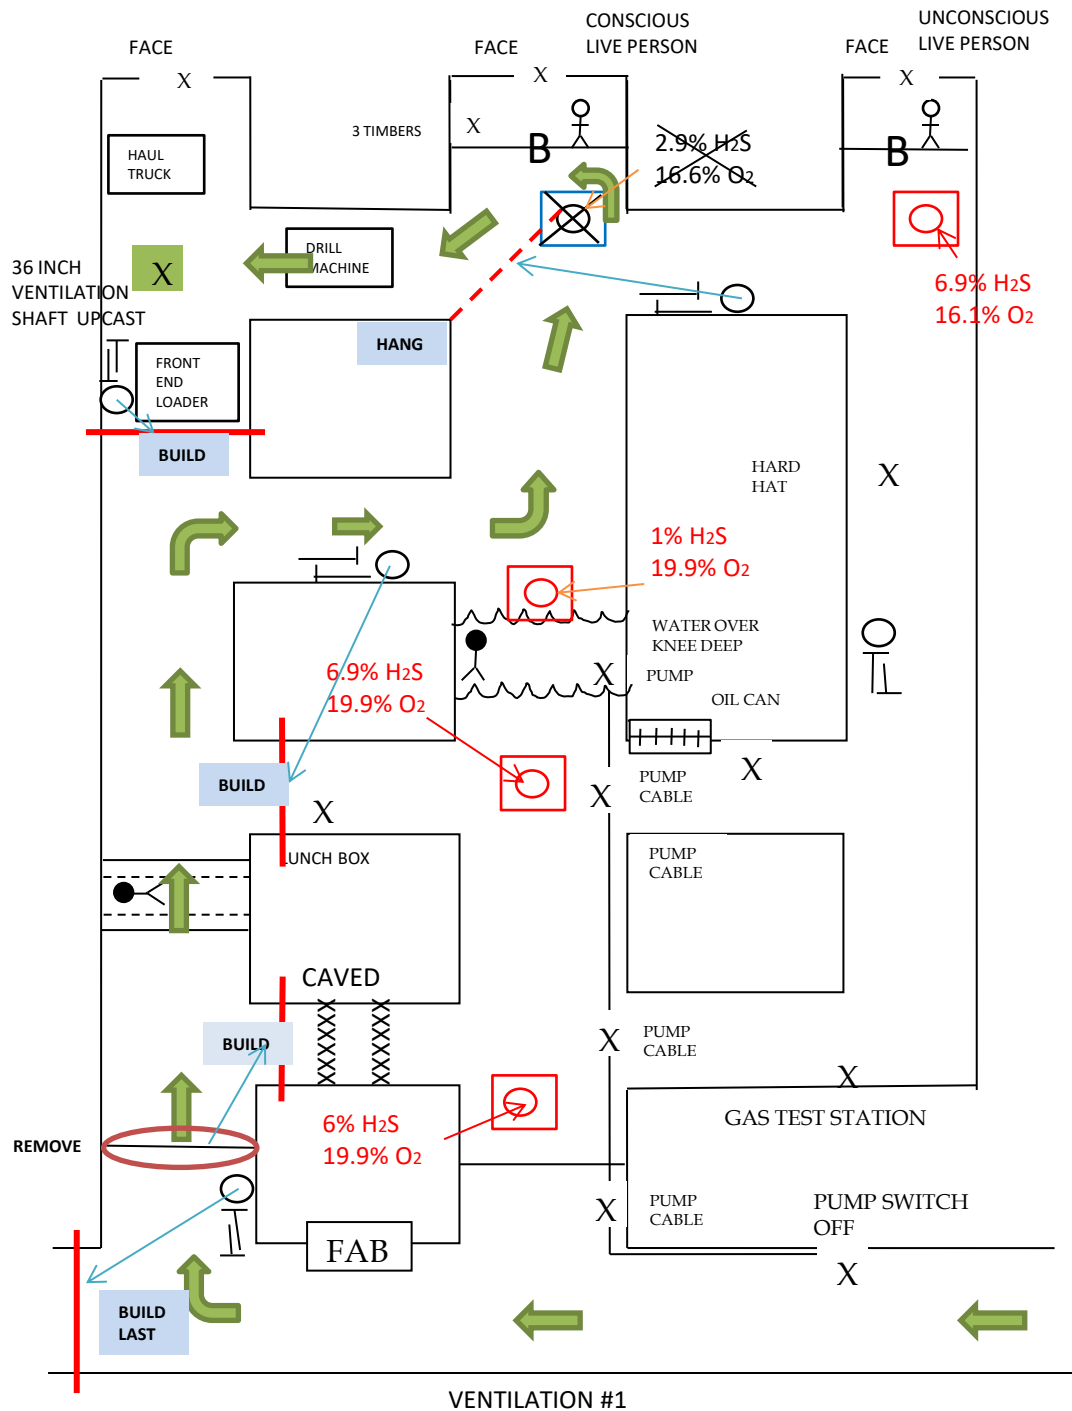 CONSCIOUS
LIVE PERSON
UNCONSCIOUS
LIVE PERSON
FACE
FACE
FACE
X
X
X
3 TIMBERS
X
B
B
HAUL
TRUCK
2.9% H2S
16.6% O2
DRILL
MACHINE
X
36 INCH
VENTILATION
SHAFT UPCAST
6.9% H2S
16.1% O2
HANG
FRONT
END
LOADER
BUILD
HARD
HAT
X
1% H2S
19.9% O2
WATER OVER
KNEE DEEP
6.9% H2S
19.9% O2
X
PUMP
OIL CAN
BUILD
X
X
PUMP
CABLE
X
LUNCH BOX
PUMP
CABLE
CAVED
BUILD
X
PUMP
CABLE
X
GAS TEST STATION
6% H2S
19.9% O2
REMOVE
X
PUMP
CABLE
PUMP SWITCH
OFF
FAB
X
BUILD
LAST
VENTILATION #1